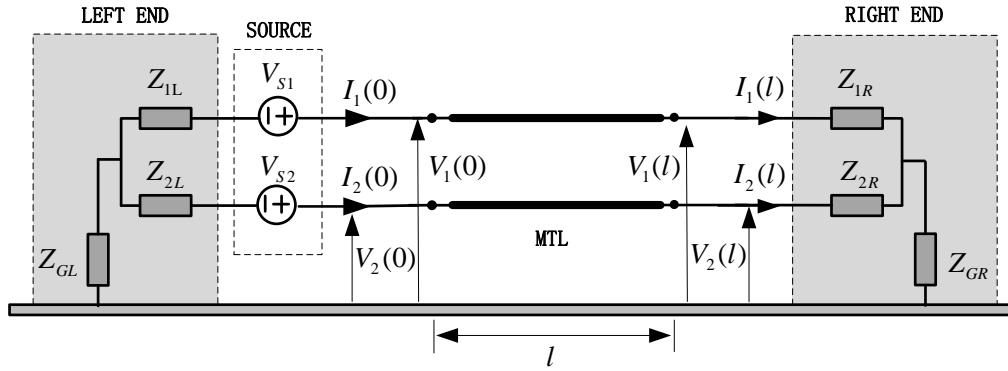 LEFT END
SOURCE
RIGHT END
Z1L
VS1
I1(0)
I1(l)
Z1R
Z2L
VS2
I2(0)
V1(0)
V1(l)
I2(l)
Z2R
ZGL
V2(0)
MTL
V2(l)
ZGR
l